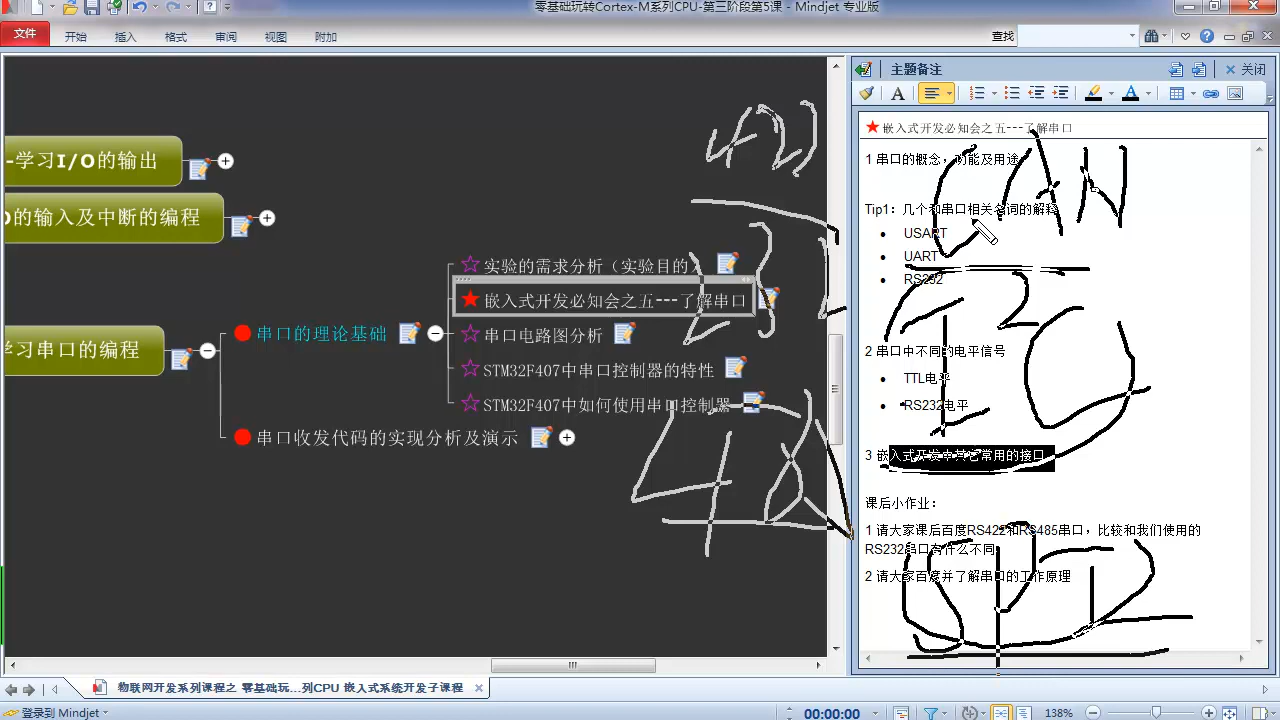 零基础玩转Cortex-M系列CPU-第三阶段第5课 - Mindjet 专业版
文件 开始 插入 格式 审阅 视图 附加 查找
主题备注 关闭
-学习I/O的输出
O的输入及中断的编程
学习串口的编程
串口的理论基础
实验的需求分析（实验目的）
嵌入式开发必知会之五---了解串口
串口电路图分析
STM32F407中串口控制器的特性
STM32F407中如何使用串口控制器
串口收发代码的实现分析及演示
嵌入式开发必知会之五---了解串口
1 串口的概念，功能及用途
Tip1：几个和串口相关名词的解释
USART
UART
RS232
2 串口中不同的电平信号
TTL电平
RS232电平
3 嵌入式开发中其它常用的接口
课后小作业：
1 请大家课后百度RS422和RS485串口，比较和我们使用的
RS232串口有什么不同
2 请大家百度并了解串口的工作原理
CAN
物联网开发系列课程之 零基础玩...列CPU 嵌入式系统开发子课程
登录到 Mindjet 00:00:00 138%